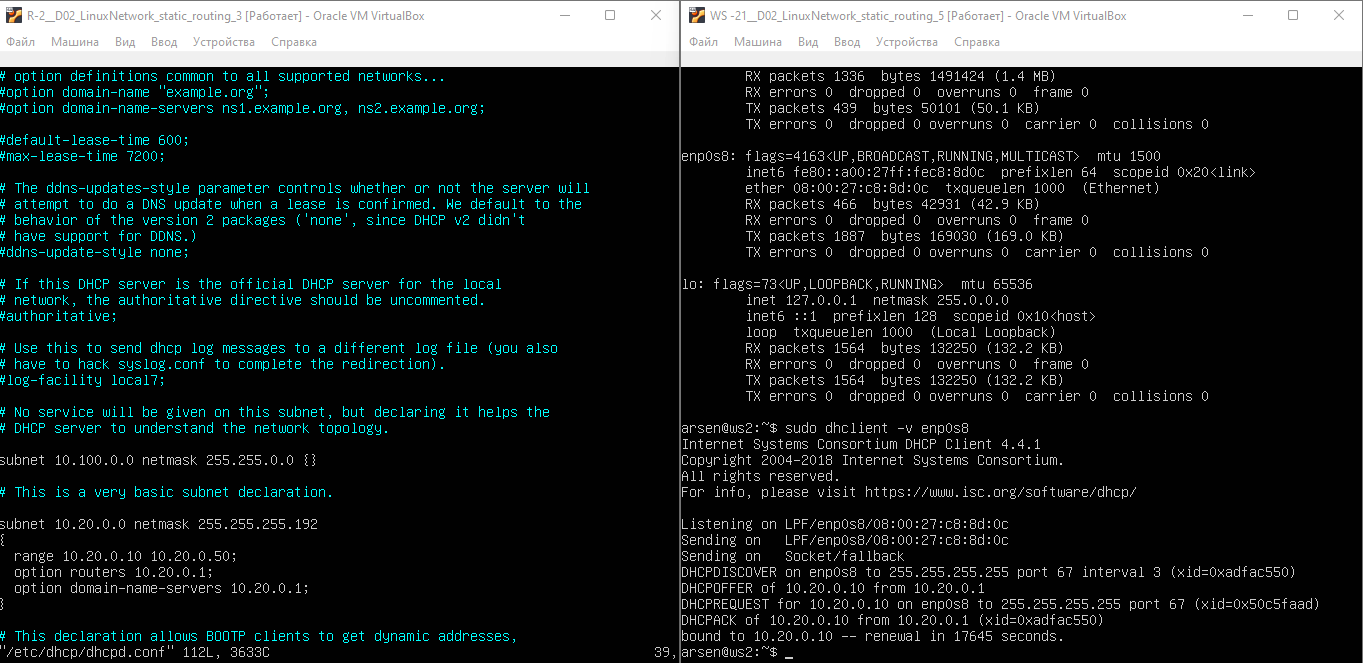 R-2__D02_LinuxNetwork_static_routing_3 [Работает] - Oracle VM VirtualBox
Файл Машина Вид Ввод Устройства Справка
# option definitions common to all supported networks...
#option domain-name "example.org";
#option domain-name-servers ns1.example.org, ns2.example.org;
#default-lease-time 600;
#max-lease-time 7200;
# The ddns-updates-style parameter controls whether or not the server will
# attempt to do a DNS update when a lease is confirmed. We default to the
# behavior of the version 2 packages ('none', since DHCP v2 didn't
# have support for DDNS.)
#ddns-update-style none;
# If this DHCP server is the official DHCP server for the local
# network, the authoritative directive should be uncommented.
#authoritative;
# Use this to send dhcp log messages to a different log file (you also
# have to hack syslog.conf to complete the redirection).
#log-facility local7;
# No service will be given on this subnet, but declaring it helps the
# DHCP server to understand the network topology.
subnet 10.100.0.0 netmask 255.255.0.0 {}
# This is a very basic subnet declaration.
subnet 10.20.0.0 netmask 255.255.255.192
{
  range 10.20.0.10 10.20.0.50;
  option routers 10.20.0.1;
  option domain-name-servers 10.20.0.1;
}
# This declaration allows BOOTP clients to get dynamic addresses,
"/etc/dhcp/dhcpd.conf" 112L, 3633C 39,
WS -21__D02_LinuxNetwork_static_routing_5 [Работает] - Oracle VM VirtualBox
Файл Машина Вид Ввод Устройства Справка
RX packets 1336  bytes 1491424 (1.4 MB)
RX errors 0  dropped 0  overruns 0  frame 0
TX packets 439  bytes 50101 (50.1 KB)
TX errors 0  dropped 0 overruns 0  carrier 0  collisions 0
enp0s8: flags=4163<UP,BROADCAST,RUNNING,MULTICAST>  mtu 1500
inet6 fe80::a00:27ff:fec8:8d0c  prefixlen 64  scopeid 0x20<link>
ether 08:00:27:c8:8d:0c  txqueuelen 1000  (Ethernet)
RX packets 466  bytes 42931 (42.9 KB)
RX errors 0  dropped 0  overruns 0  frame 0
TX packets 1887  bytes 169030 (169.0 KB)
TX errors 0  dropped 0 overruns 0  carrier 0  collisions 0
lo: flags=73<UP,LOOPBACK,RUNNING>  mtu 65536
inet 127.0.0.1  netmask 255.0.0.0
inet6 ::1  prefixlen 128  scopeid 0x10<host>
loop  txqueuelen 1000  (Local Loopback)
RX packets 1564  bytes 132250 (132.2 KB)
RX errors 0  dropped 0  overruns 0  frame 0
TX packets 1564  bytes 132250 (132.2 KB)
TX errors 0  dropped 0 overruns 0  carrier 0  collisions 0
arsen@ws2:~$ sudo dhclient -v enp0s8
Internet Systems Consortium DHCP Client 4.4.1
Copyright 2004-2018 Internet Systems Consortium.
All rights reserved.
For info, please visit https://www.isc.org/software/dhcp/
Listening on LPF/enp0s8/08:00:27:c8:8d:0c
Sending on   LPF/enp0s8/08:00:27:c8:8d:0c
Sending on   Socket/fallback
DHCPDISCOVER on enp0s8 to 255.255.255.255 port 67 interval 3 (xid=0xadfac550)
DHCPOFFER of 10.20.0.10 from 10.20.0.1
DHCPREQUEST for 10.20.0.10 on enp0s8 to 255.255.255.255 port 67 (xid=0x50c5faad)
DHCPACK of 10.20.0.10 from 10.20.0.1 (xid=0xadfac550)
bound to 10.20.0.10 -- renewal in 17645 seconds.
arsen@ws2:~$ _